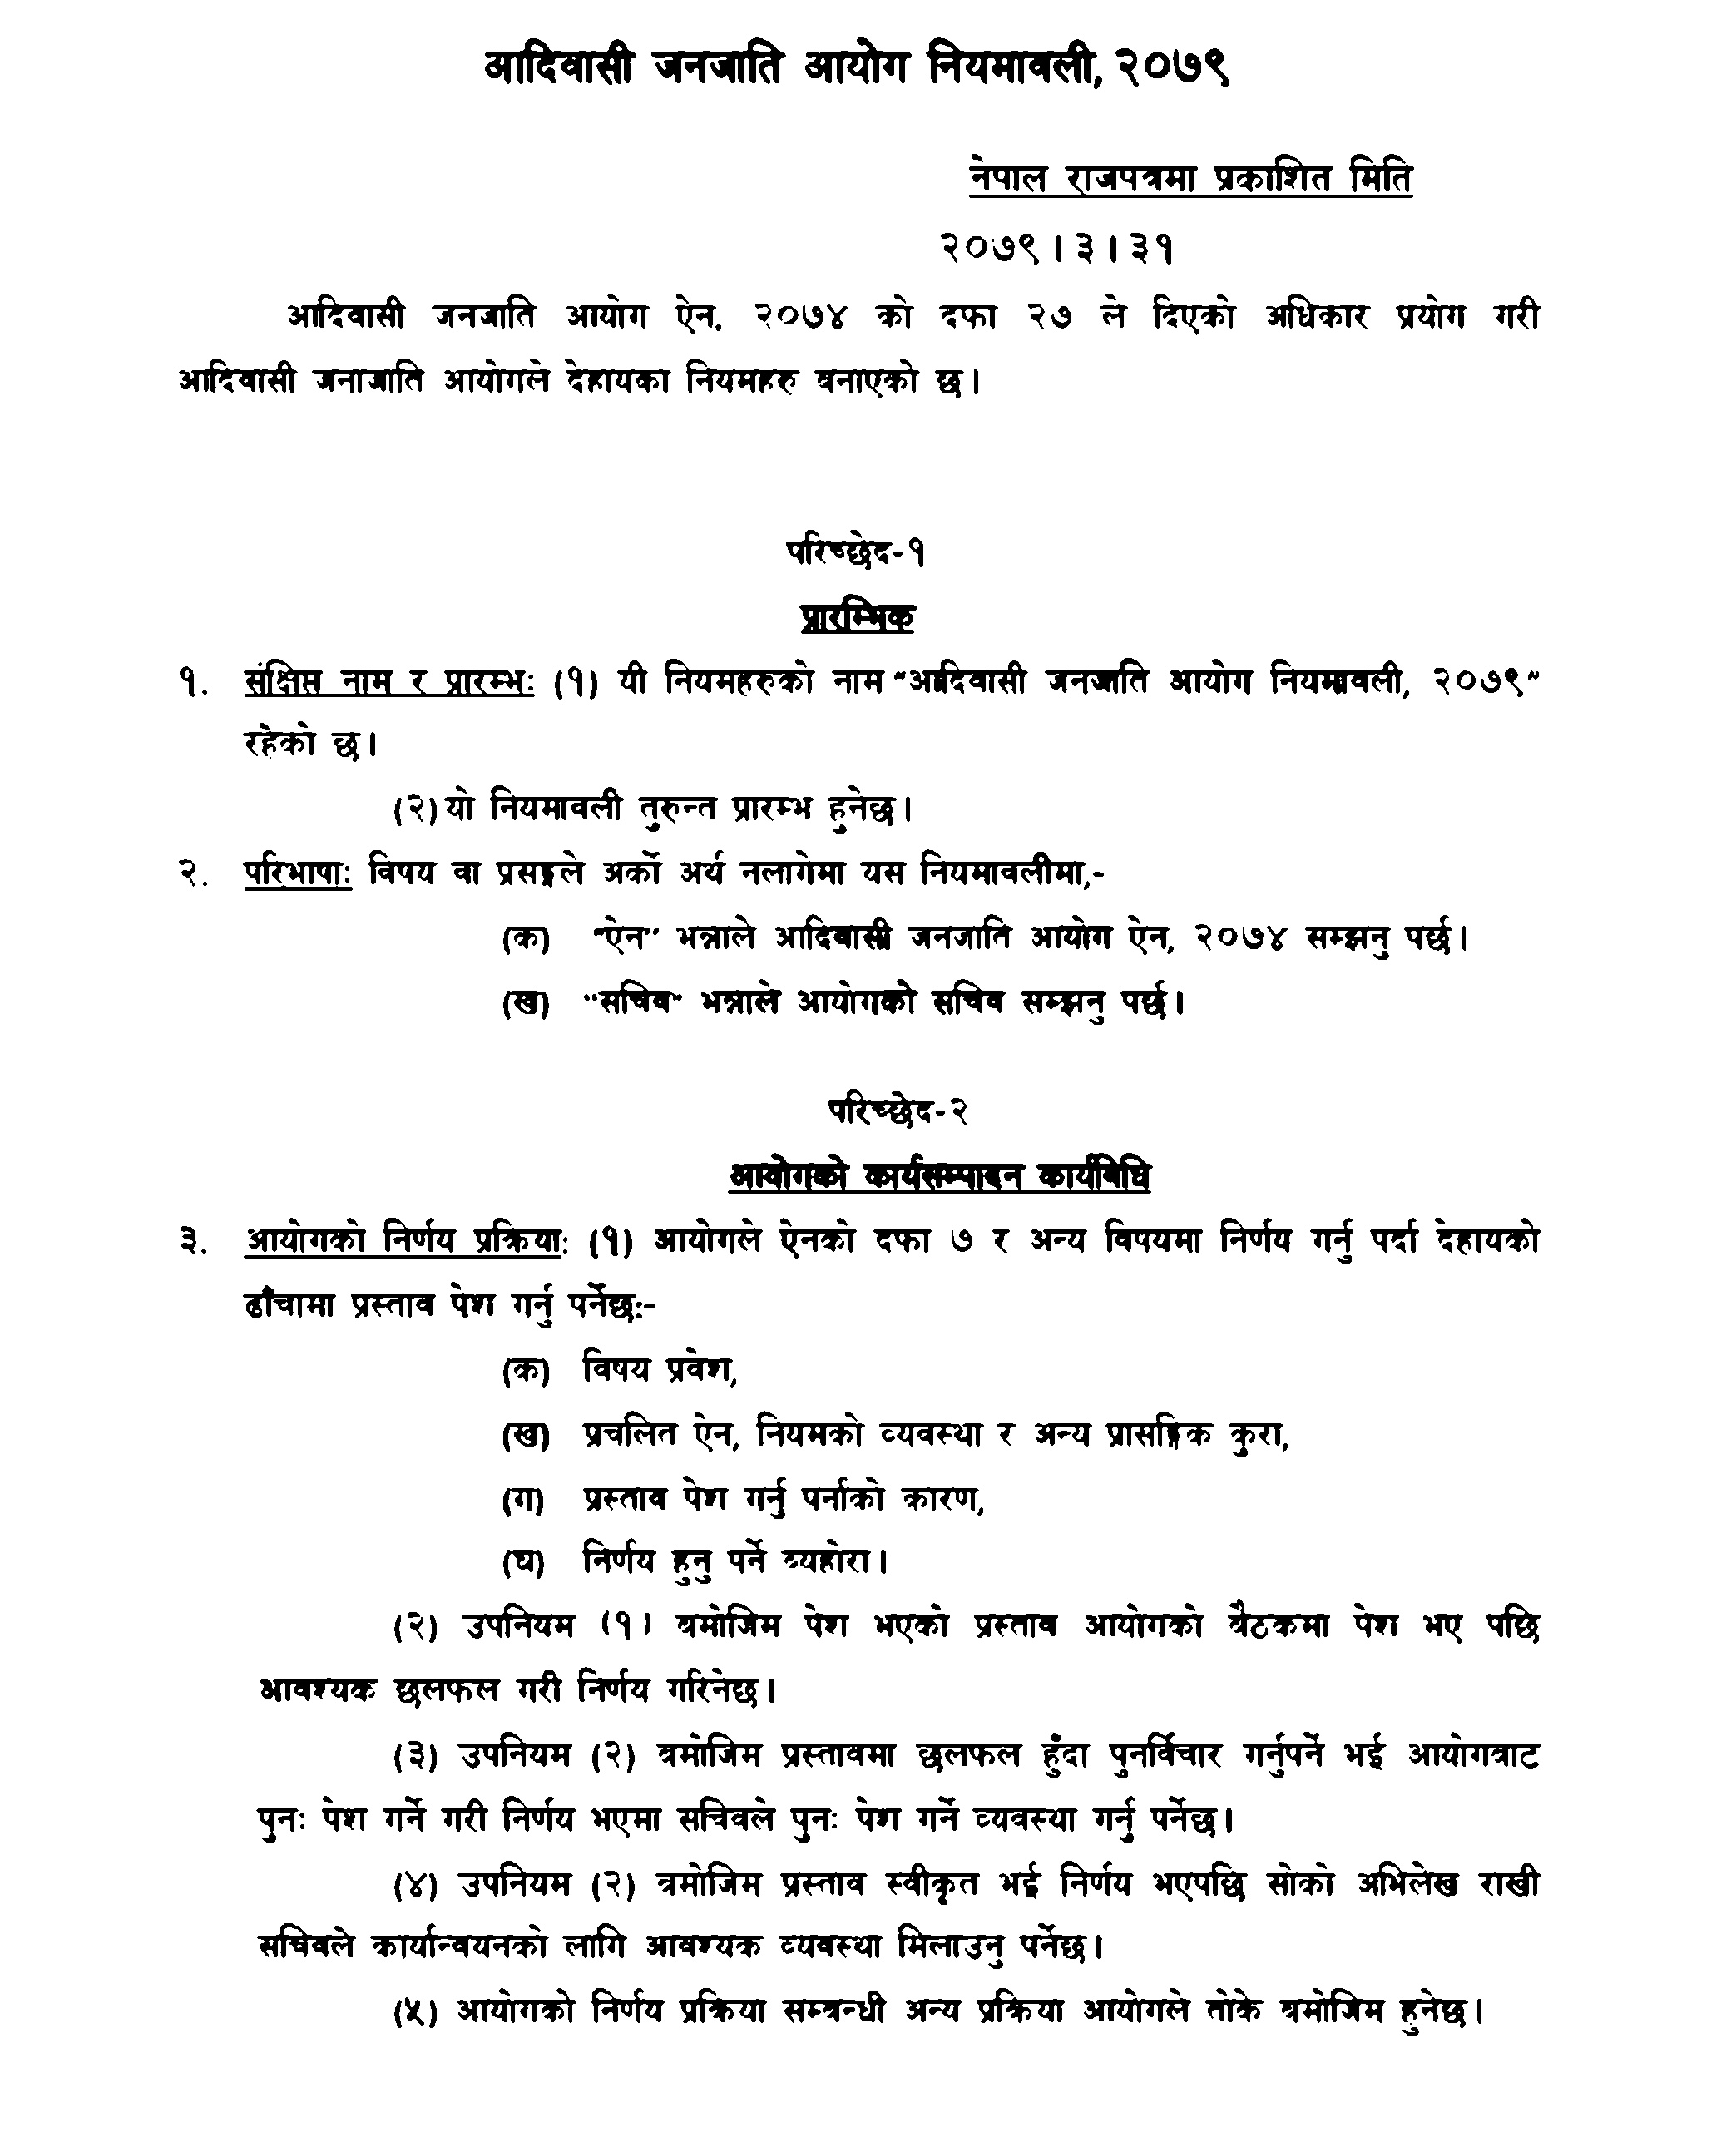 आदिवासी जनजाति आयोग नियमावली, २०७९
नेपाल राजपत्रमा प्रकाशित मिति
२०७९।३।३१
आदिवासी जनजाति आयोग ऐन, २०७४ को दफा २७ ले दिएको अधिकार प्रयोग गरी
आदिवासी जनाजाति आयोगले देहायका नियमहरु बनाएको छ।
परिच्छेद-१
प्रारम्भिक
१. संक्षिप्त नाम र प्रारम्भः (१) यी नियमहरुको नाम "आदिवासी जनजाति आयोग नियमावली, २०७९"
रहेको छ।
(२) यो नियमावली तुरुन्त प्रारम्भ हुनेछ।
२. परिभाषाः विषय वा प्रसङ्गले अर्को अर्थ नलागेमा यस नियमावलीमा,-
(क) "ऐन" भन्नाले आदिवासी जनजाति आयोग ऐन, २०७४ सम्झनु पर्छ।
(ख) "सचिव" भन्नाले आयोगको सचिव सम्झनु पर्छ।
परिच्छेद-२
आयोगको कार्यसम्पादन कार्यविधि
३. आयोगको निर्णय प्रक्रियाः (१) आयोगले ऐनको दफा ७ र अन्य विषयमा निर्णय गर्नु पर्दा देहायको
ढाँचामा प्रस्ताव पेश गर्नु पर्नेछः-
(क) विषय प्रवेश,
(ख) प्रचलित ऐन, नियमको व्यवस्था र अन्य प्रासङ्गिक कुरा,
(ग) प्रस्ताव पेश गर्नु पर्नाको कारण,
(घ) निर्णय हुनु पर्ने व्यहोरा।
(२) उपनियम (१) बमोजिम पेश भएको प्रस्ताव आयोगको बैठकमा पेश भए पछि
आवश्यक छलफल गरी निर्णय गरिनेछ।
(३) उपनियम (२) बमोजिम प्रस्तावमा छलफल हुँदा पुनर्विचार गर्नुपर्ने भई आयोगबाट
पुनः पेश गर्ने गरी निर्णय भएमा सचिवले पुनः पेश गर्ने व्यवस्था गर्नु पर्नेछ।
(४) उपनियम (२) बमोजिम प्रस्ताव स्वीकृत भई निर्णय भएपछि सोको अभिलेख राखी
सचिवले कार्यान्वयनको लागि आवश्यक व्यवस्था मिलाउनु पर्नेछ।
(५) आयोगको निर्णय प्रक्रिया सम्बन्धी अन्य प्रक्रिया आयोगले तोके बमोजिम हुनेछ।